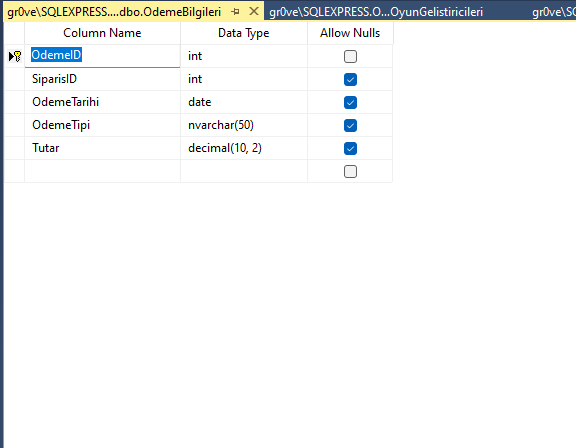 gr0ve\SQLEXPRESS....dbo.OdemeBilgileri gr0ve\SQLEXPRESS.O...OyunGelistiricileri gr0ve\SQ
Column Name Data Type Allow Nulls
OdemeID int
SiparisID int
OdemeTarihi date
OdemeTipi nvarchar(50)
Tutar decimal(10, 2)